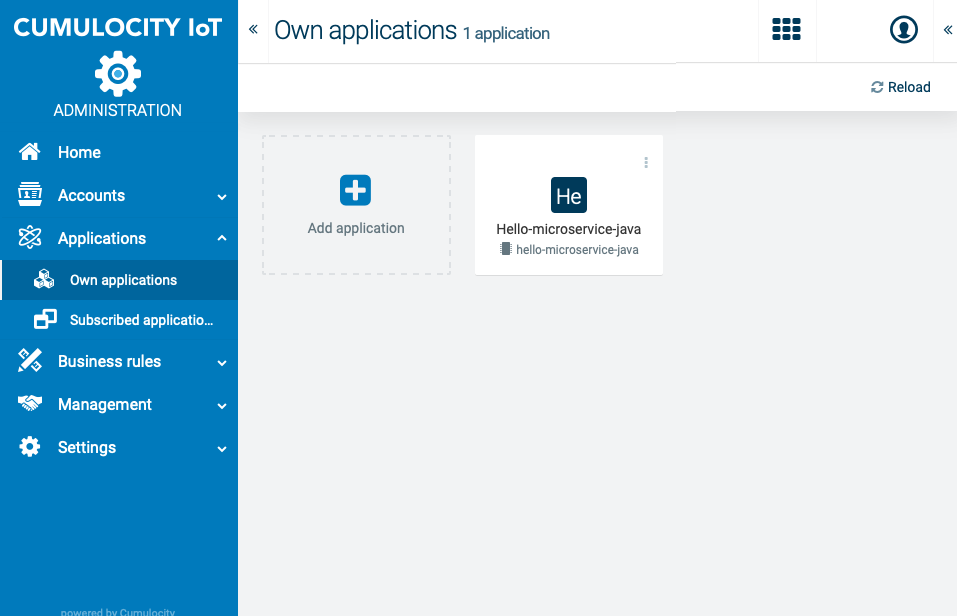 CUMULOCITY IoT
ADMINISTRATION
Home
Accounts
Applications
Own applications
Subscribed applicatio...
Business rules
Management
Settings
powered by Cumulocity
Own applications 1 application
Reload
Add application
He
Hello-microservice-java
hello-microservice-java